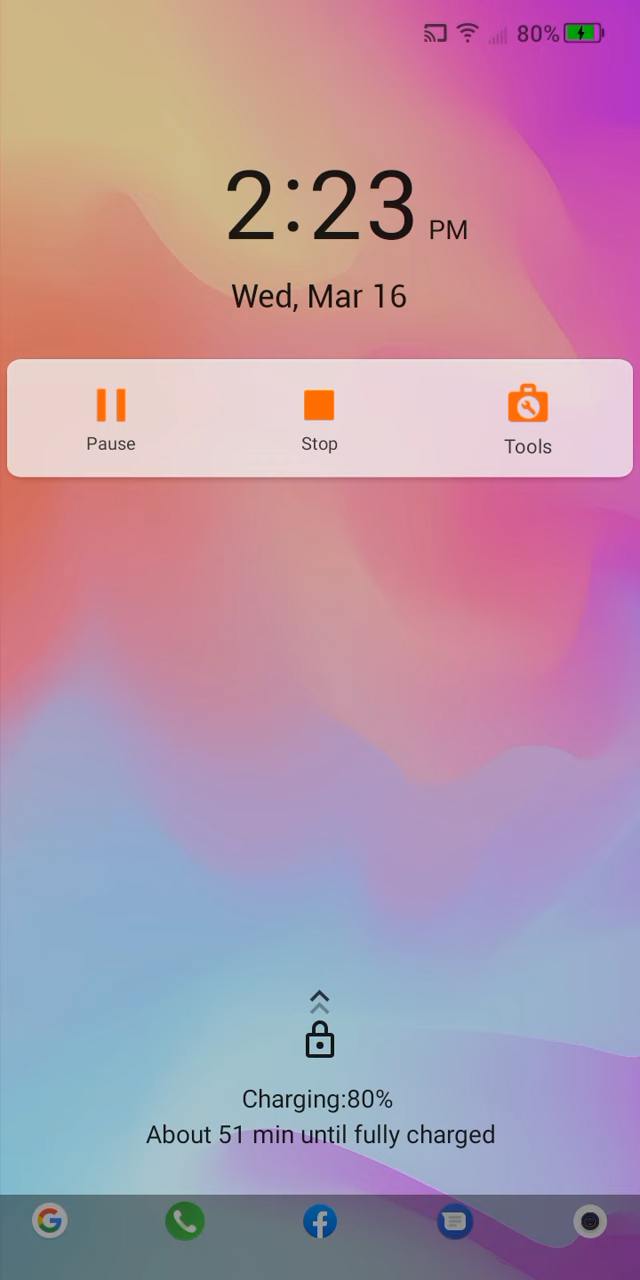 80%
2:23 PM
Wed, Mar 16
Pause Stop Tools
Charging:80%
About 51 min until fully charged